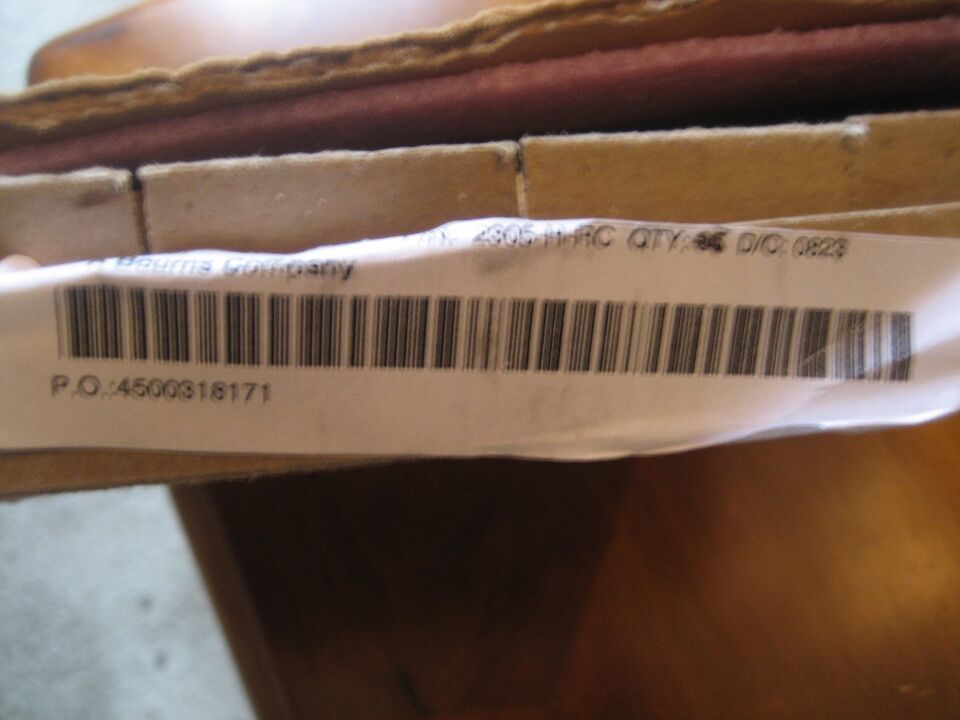 4305-H-RC QTY: D/C: 0823
A Bourns Company
P.O.:4500318171